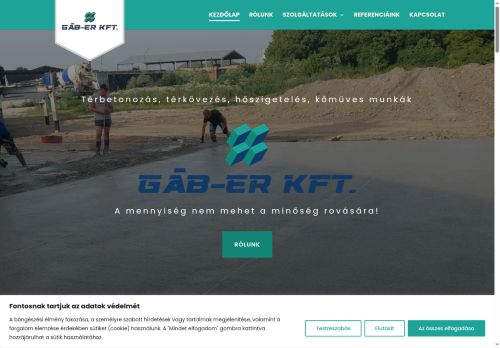 GÁB-ER KFT.
KEZDŐLAP RÓLUNK SZOLGÁLTATÁSOK REFERENCIÁINK KAPCSOLAT
Térbetonozás, térkövezés, hőszigetelés, kőműves munkák
GÁB-ER KFT.
A mennyiség nem mehet a minőség rovására!
RÓLUNK
Fontosnak tartjuk az adatok védelmét
A böngészési élmény fokozása, a személyre szabott hirdetések vagy tartalmak megjelenítése, valamint a
forgalom elemzése érdekében sütiket (cookie) használunk. A "Mindet elfogadom" gombra kattintva
hozzájárulhat a sütik használatához.
Testreszabás
Elutasít
Az összes elfogadása